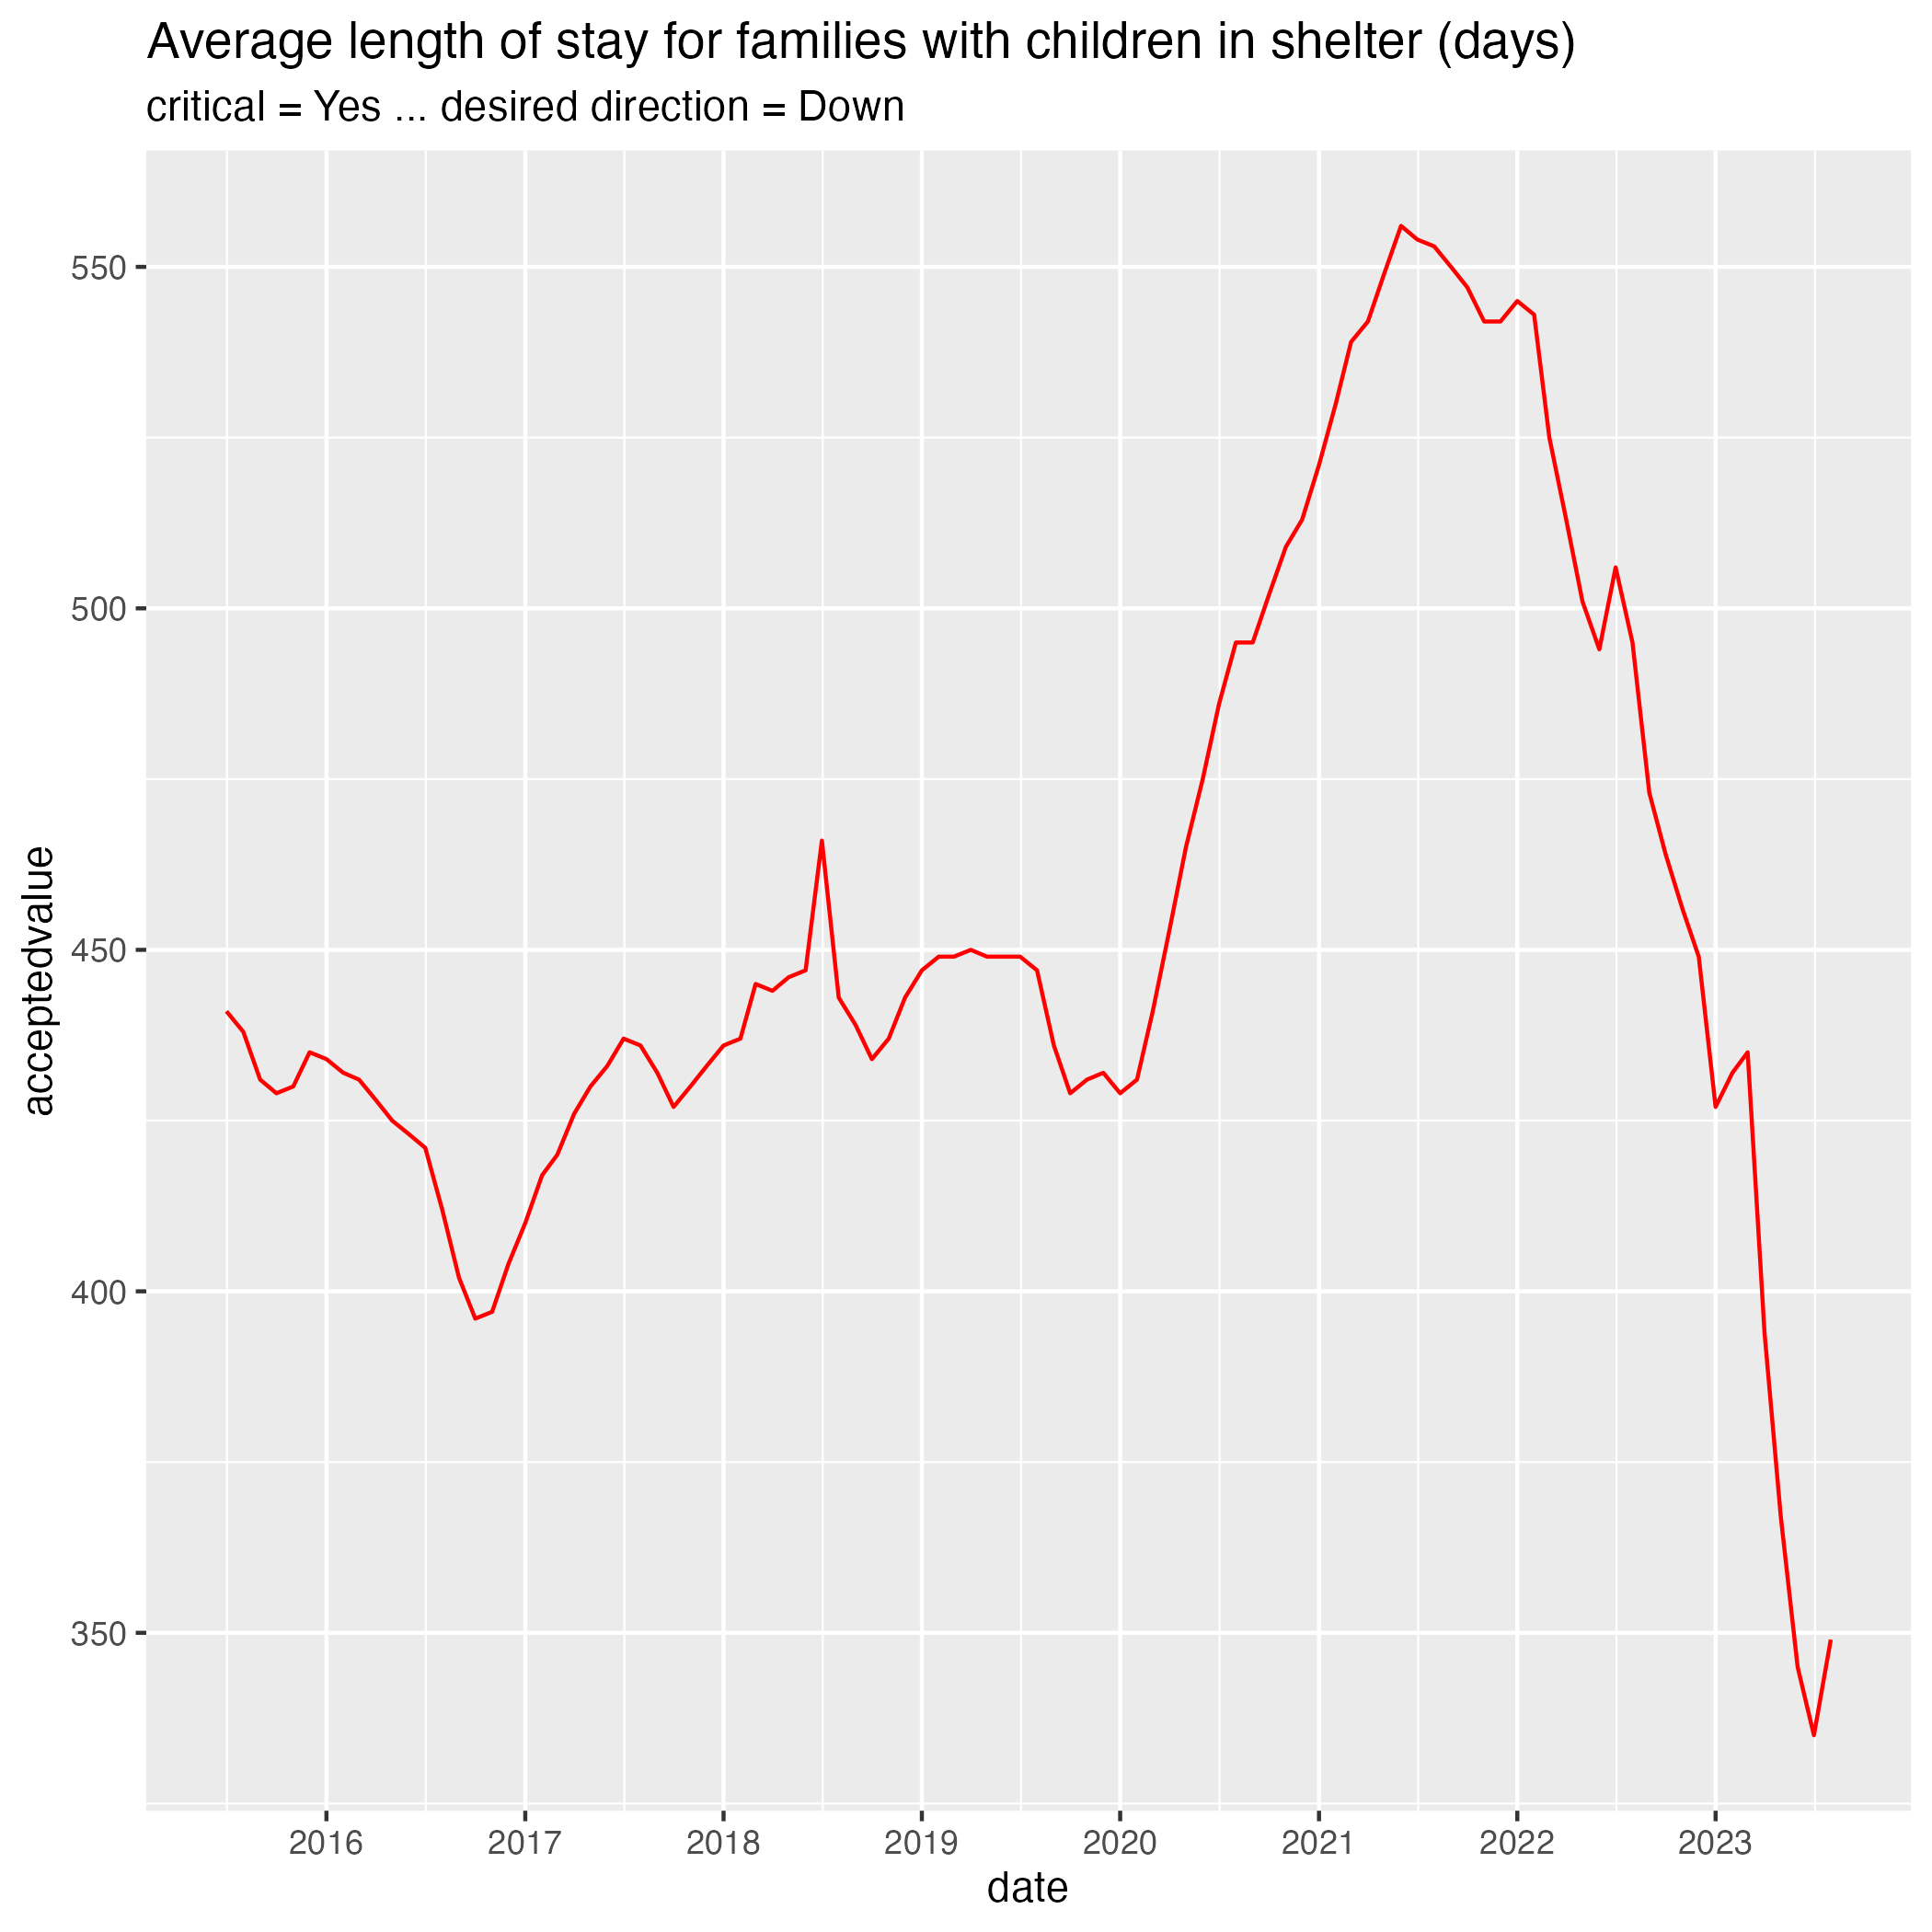 Average length of stay for families with children in shelter (days)
critical = Yes ... desired direction = Down
acceptedvalue
550
500
450
400
350
2016 2017 2018 2019 2020 2021 2022 2023
date